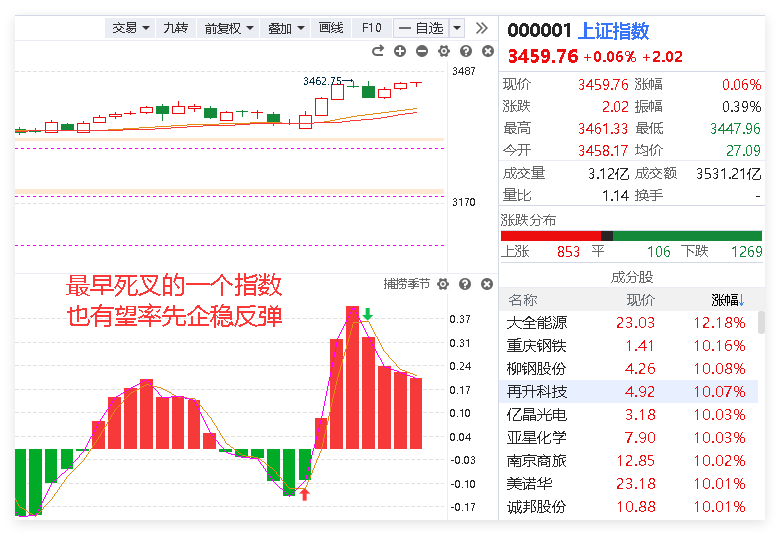 交易 九转 前复权 叠加 画线 F10 一自选
3487
3462.75
3170
最早死叉的一个指数
也有望率先企稳反弹
捕捞季节
0.37
0.31
0.24
0.17
0.10
0.04
-0.03
-0.10
-0.17
000001 上证指数
3459.76 +0.06% +2.02
现价 3459.76 涨幅 0.06%
涨跌 2.02 振幅 0.39%
最高 3461.33 最低 3447.96
今开 3458.17 均价 27.09
成交量 3.12亿 成交额 3531.21亿
量比 1.14 换手 -
涨跌分布
上涨 853 平 106 下跌 1269
成分股
名称 现价 涨幅↓
大全能源 23.03 12.18%
重庆钢铁 1.41 10.16%
柳钢股份 4.26 10.08%
再升科技 4.92 10.07%
亿晶光电 3.18 10.03%
亚星化学 7.90 10.03%
南京商旅 12.85 10.02%
美诺华 23.18 10.01%
诚邦股份 10.88 10.01%